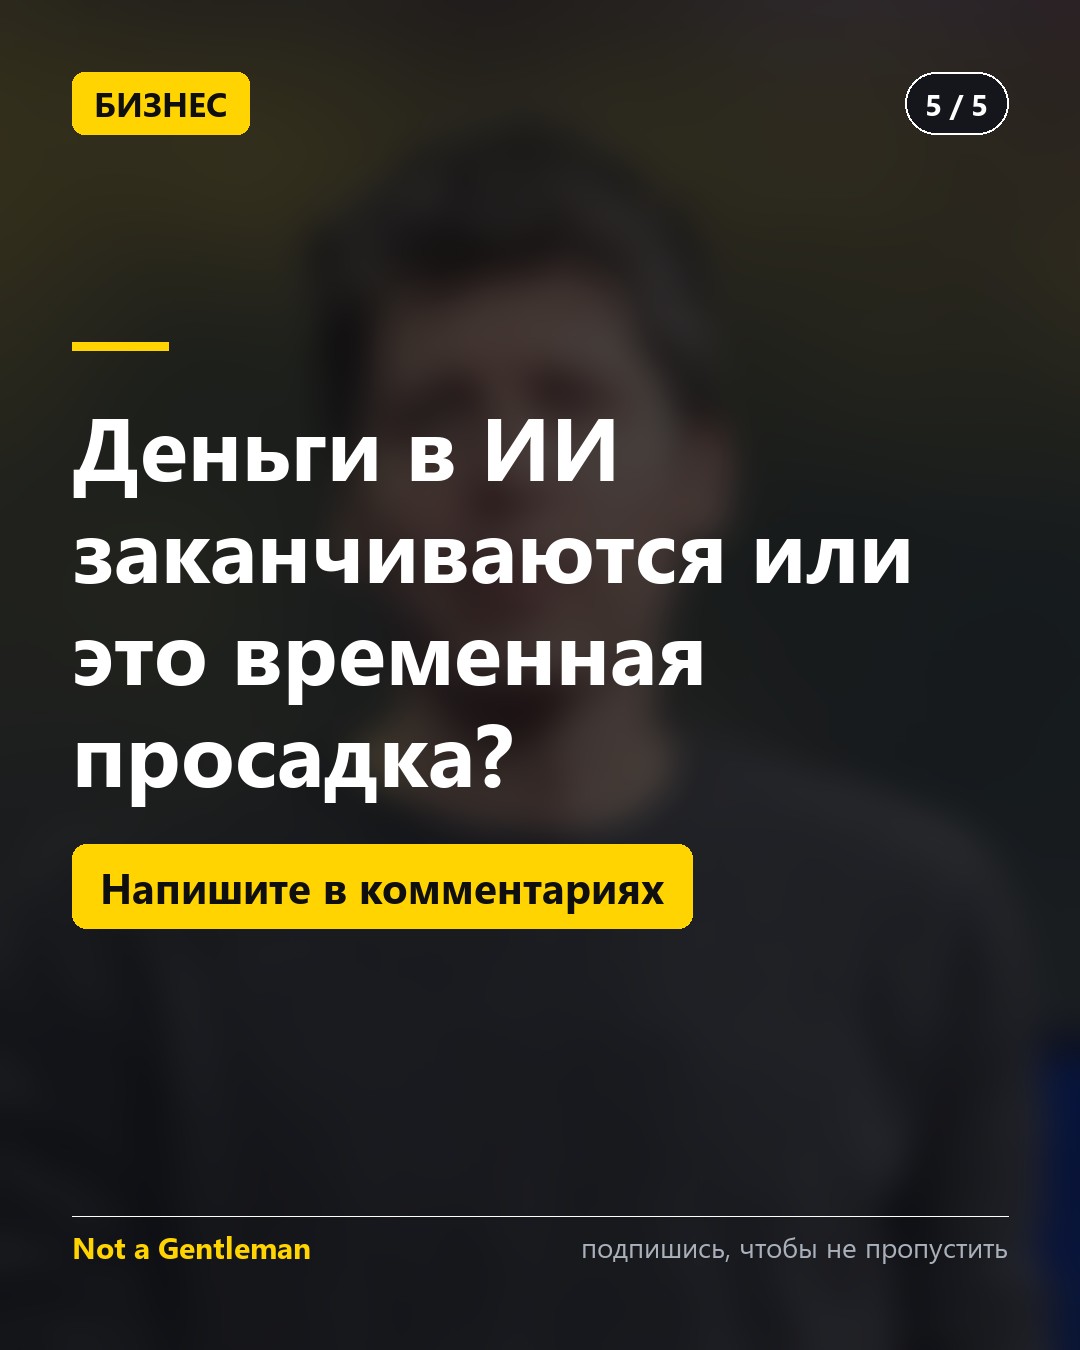 БИЗНЕС
5 / 5
Деньги в ИИ
заканчиваются или
это временная
просадка?
Напишите в комментариях
Not a Gentleman
подпишись, чтобы не пропустить